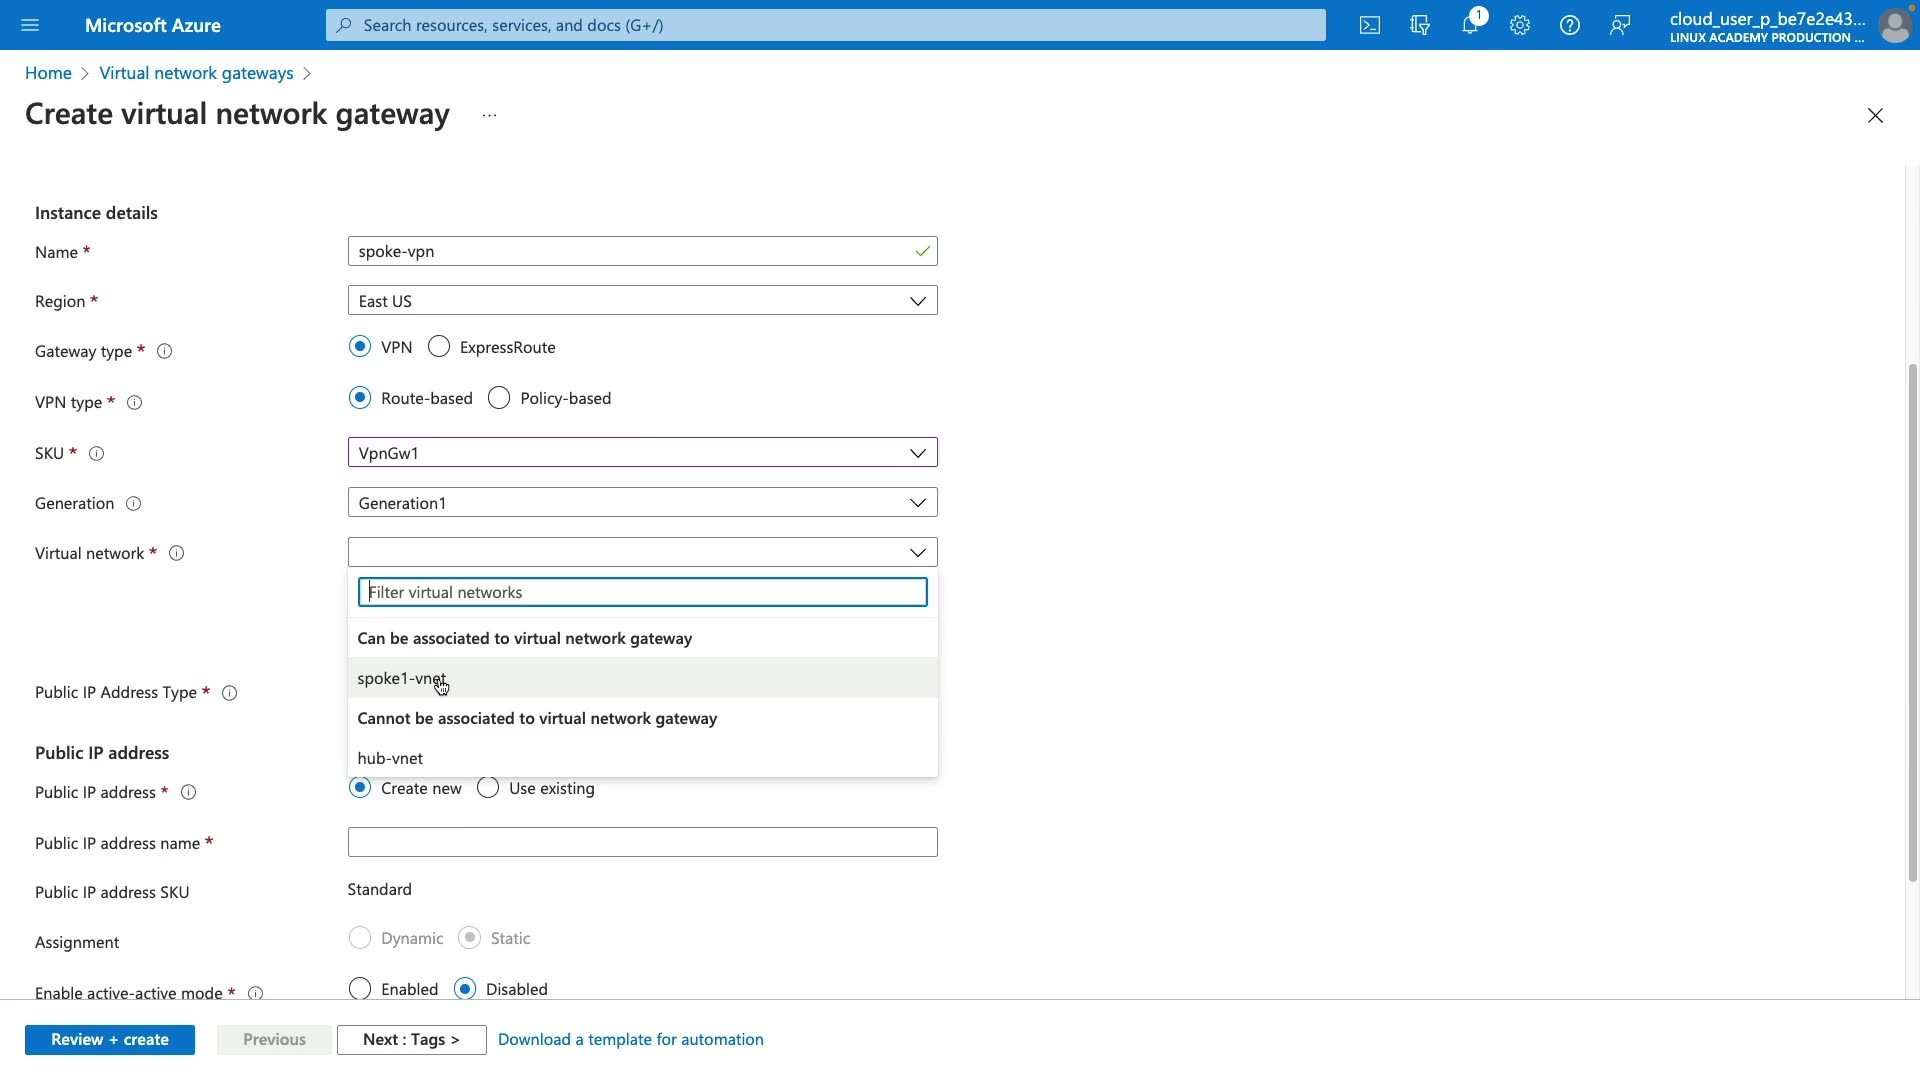 Microsoft Azure
Search resources, services, and docs (G+/)
1
cloud_user_p_be7e2e43...
LINUX ACADEMY PRODUCTION ...
Home > Virtual network gateways >
Create virtual network gateway ...
Instance details
Name *
spoke-vpn
Region *
East US
Gateway type *
VPN ExpressRoute
VPN type *
Route-based Policy-based
SKU *
VpnGw1
Generation
Generation1
Virtual network *
Filter virtual networks
Can be associated to virtual network gateway
spoke1-vnet
Cannot be associated to virtual network gateway
hub-vnet
Public IP Address Type *
Public IP address
Public IP address *
Create new Use existing
Public IP address name *
Public IP address SKU
Standard
Assignment
Dynamic Static
Enable active-active mode *
Enabled Disabled
Review + create
Previous
Next : Tags >
Download a template for automation